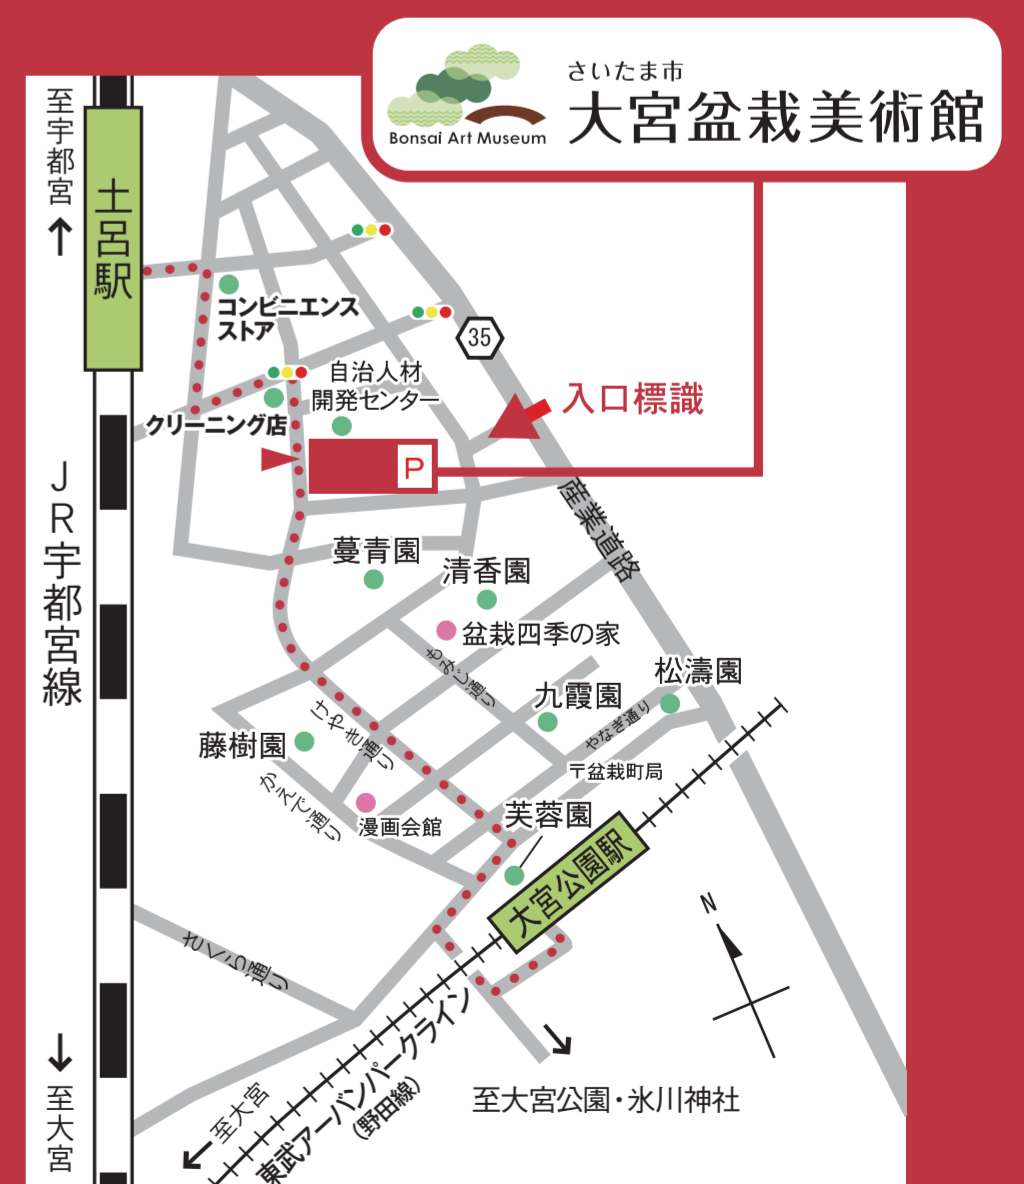 さいたま市
大宮盆栽美術館
Bonsai Art Museum
至宇都宮
土呂駅
コンビニエンス
ストア
35
自治人材
開発センター
入口標識
クリーニング店
P
JR宇都宮線
産業道路
蔓青園
清香園
盆栽四季の家
もみじ通り
松濤園
九霞園
やなぎ通り
けやき通り
藤樹園
〒盆栽町局
かえで通り
漫画会館
芙蓉園
大宮公園駅
N
さくら通り
至大宮公園・氷川神社
至大宮
東武アーバンパークライン
(野田線)
至大宮